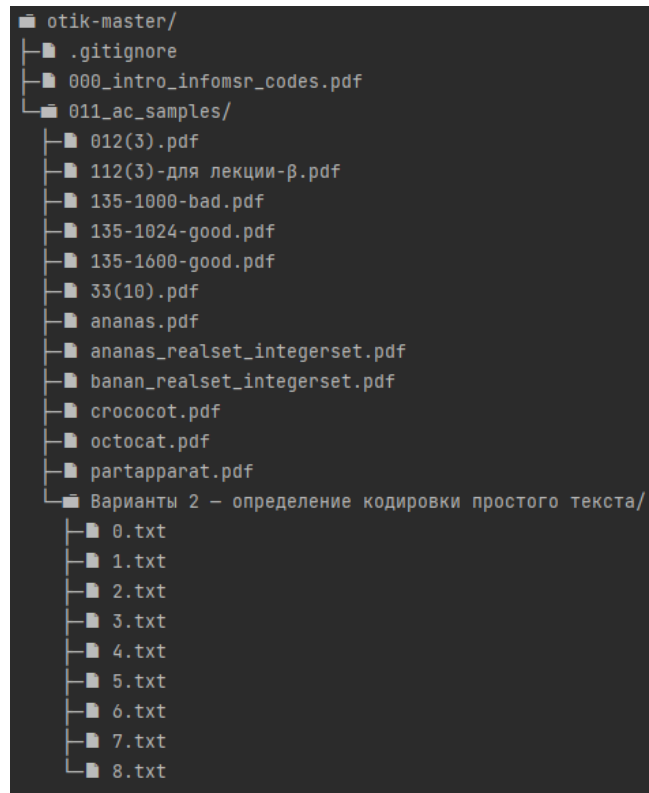 otik-master/
.gitignore
000_intro_infomsr_codes.pdf
011_ac_samples/
012(3).pdf
112(3)-для лекции-β.pdf
135-1000-bad.pdf
135-1024-good.pdf
135-1600-good.pdf
33(10).pdf
ananas.pdf
ananas_realset_integerset.pdf
banan_realset_integerset.pdf
crococot.pdf
octocat.pdf
partapparat.pdf
Варианты 2 — определение кодировки простого текста/
0.txt
1.txt
2.txt
3.txt
4.txt
5.txt
6.txt
7.txt
8.txt